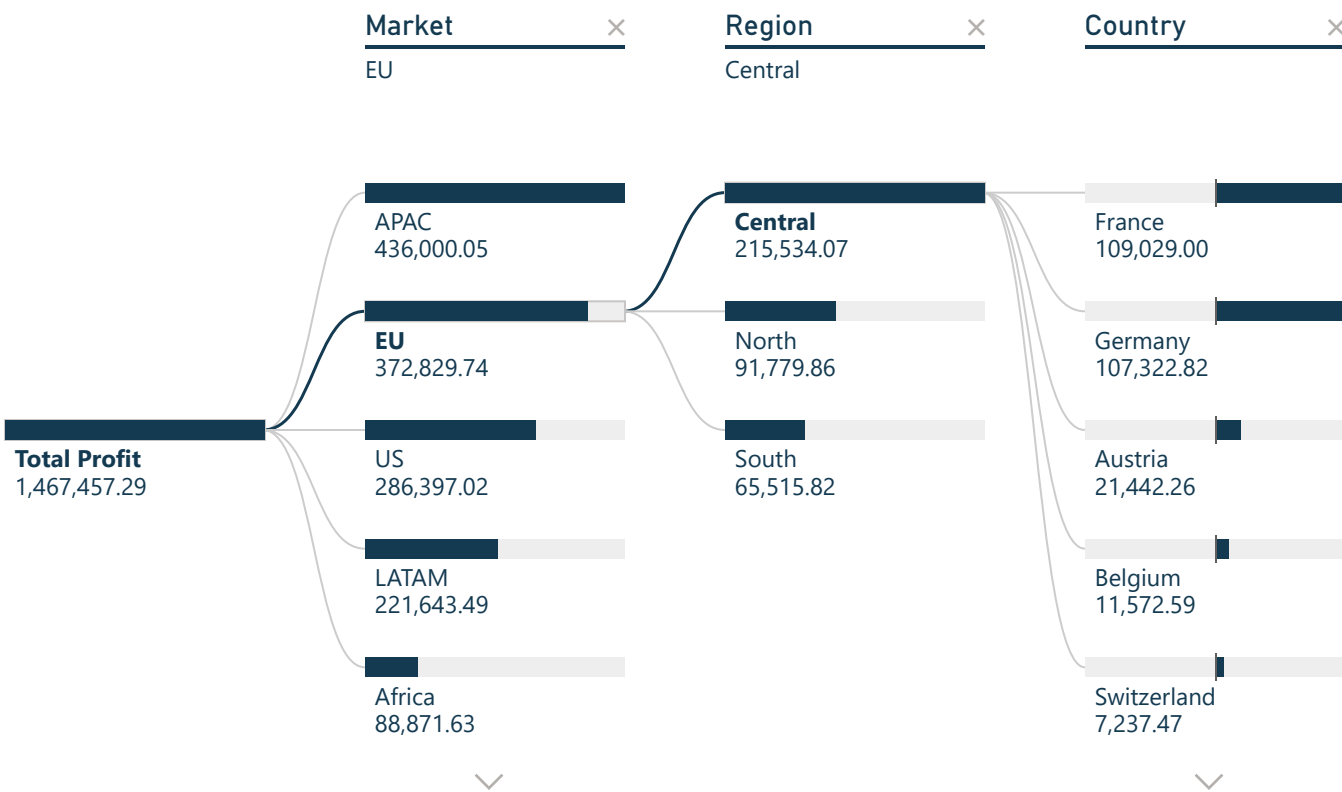 Market
Region
Country
EU
Central
APAC
436,000.05
Central
215,534.07
France
109,029.00
EU
372,829.74
North
91,779.86
Germany
107,322.82
Total Profit
1,467,457.29
US
286,397.02
South
65,515.82
Austria
21,442.26
LATAM
221,643.49
Belgium
11,572.59
Africa
88,871.63
Switzerland
7,237.47